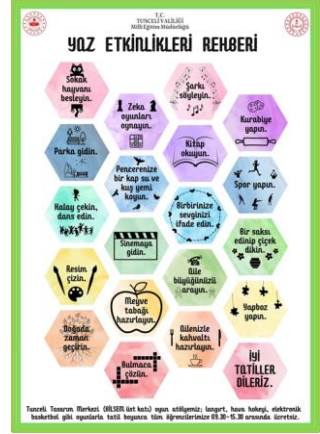 T.C.
TUNCELİ VALİLİĞİ
Milli Eğitim Müdürlüğü
YAZ ETKİNLİKLERİ REHBERİ
Sokak
hayvanı
besleyin.
Zeka
oyunları
oynayın.
Şarkı
söyleyin.
Kurabiye
yapın.
Parka gidin.
Pencerenize
bir kap su ve
kuş yemi
koyun.
Kitap
okuyun.
Spor yapın.
Halay çekin,
dans edin.
Sinemaya
gidin.
Birbirinize
sevginizi
ifade edin.
Bir saksı
edinip çiçek
dikin.
Resim
çizin.
Meyve
tabağı
hazırlayın.
Aile
büyüğünüzü
arayın.
Yapboz
yapın.
Doğada
zaman
geçirin.
Bulmaca
çözün.
Ailenizle
kahvaltı
hazırlayın.
İYİ
TATİLLER
DİLERİZ.
Tunceli Tasarım Merkezi (BİLSEM üst katı) oyun atölyemiz; langırt, hava hokeyi, elektronik
basketbol gibi oyunlarla tatil boyunca tüm öğrencilerimize 09.30-15.30 arasında ücretsiz.